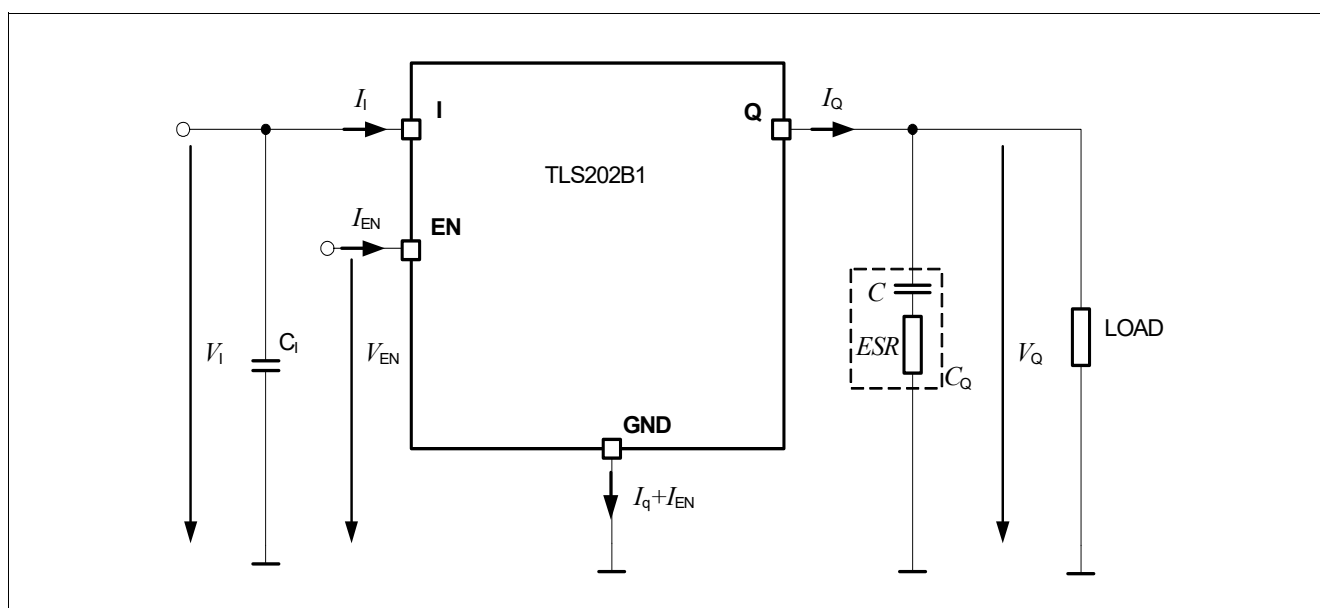 I_I
I
Q
I_Q
TLS202B1
I_EN
EN
V_I
C_I
V_EN
C
ESR
C_Q
V_Q
LOAD
GND
I_q+I_EN